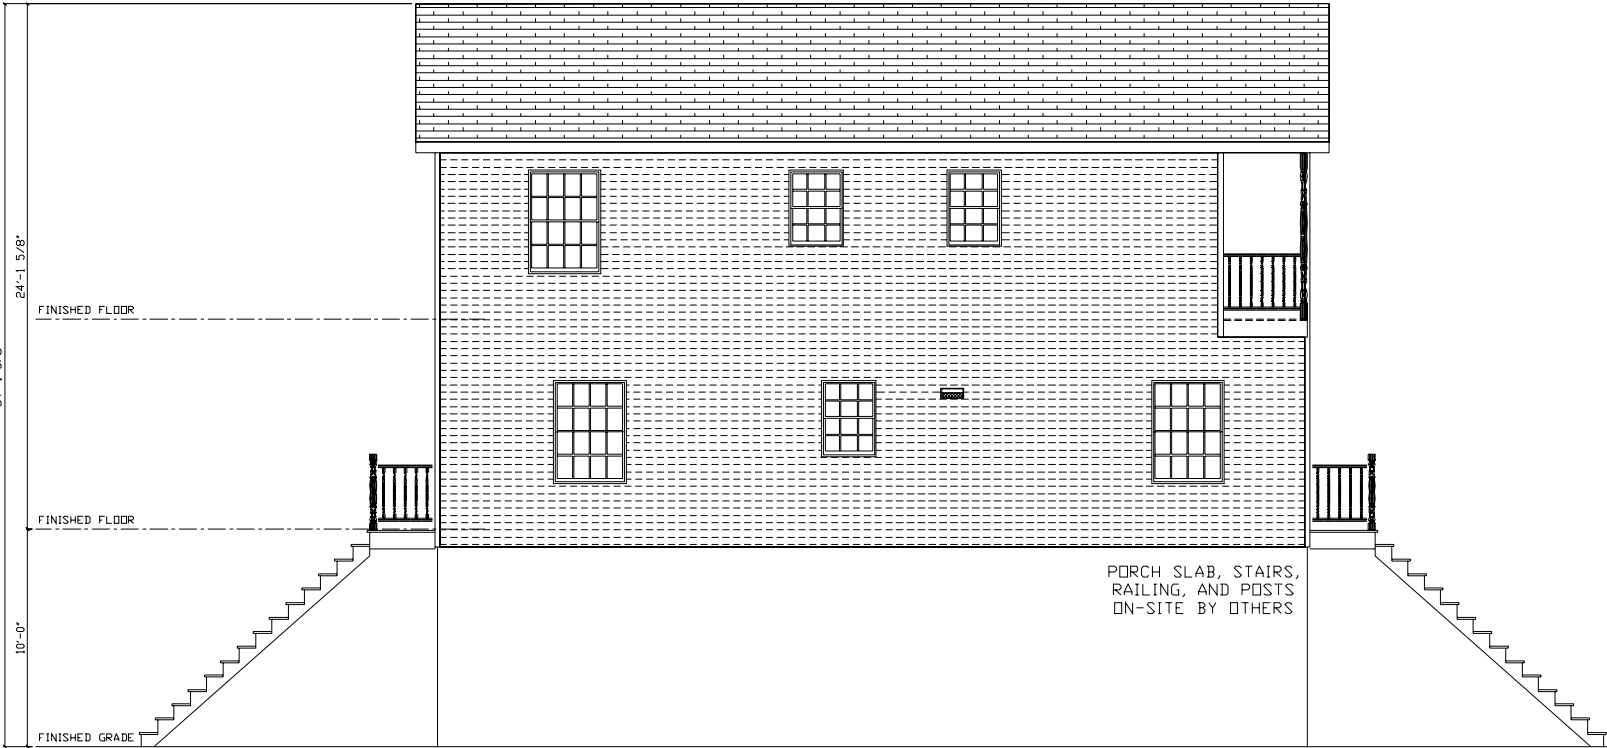 24'-1 5/8"
FINISHED FLOOR
FINISHED FLOOR
PORCH SLAB, STAIRS,
RAILING, AND POSTS
ON-SITE BY OTHERS
10'-0"
FINISHED GRADE